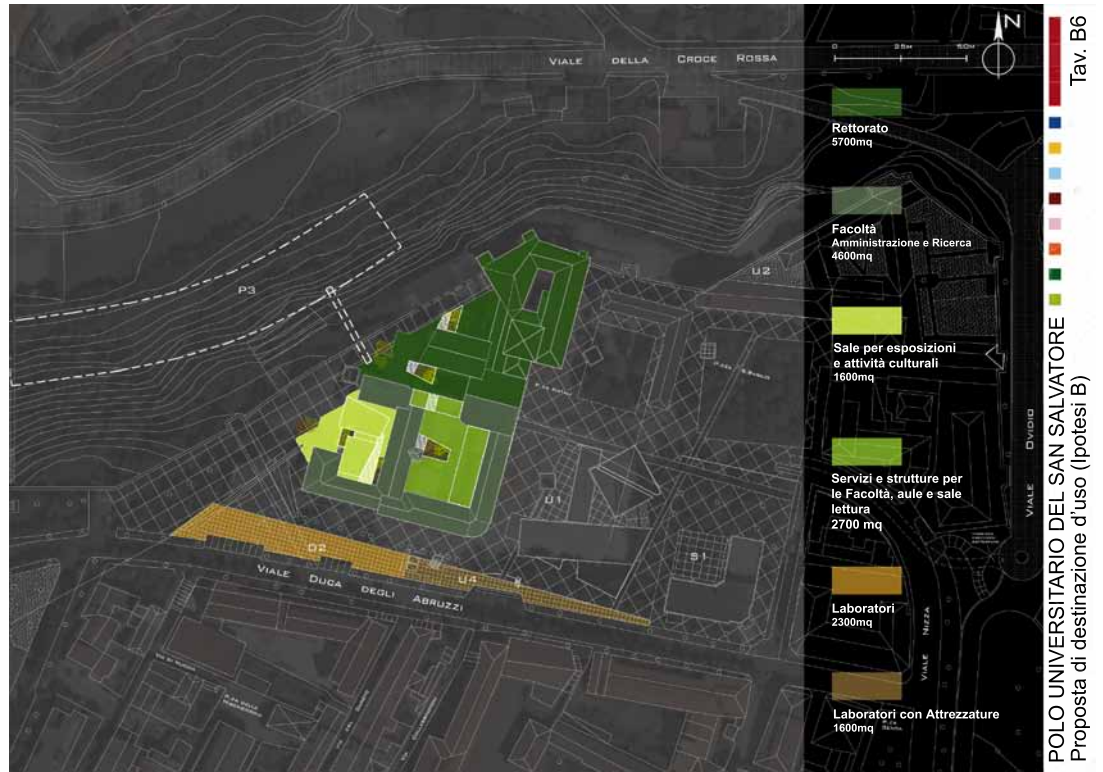 VIALE DELLA CROCE ROSSA
0 25M 50M
N
Rettorato
5700mq
Facoltà
Amministrazione e Ricerca
4600mq
Sale per esposizioni
e attività culturali
1600mq
Servizi e strutture per
le Facoltà, aule e sale
lettura
2700 mq
Laboratori
2300mq
Laboratori con Attrezzature
1600mq
P3
U2
U1
S1
U4
VIALE DUCA DEGLI ABRUZZI
VIALE OVIDIO
VIALE NIZZA
Tav. B6
POLO UNIVERSITARIO DEL SAN SALVATORE
Proposta di destinazione d'uso (Ipotesi B)